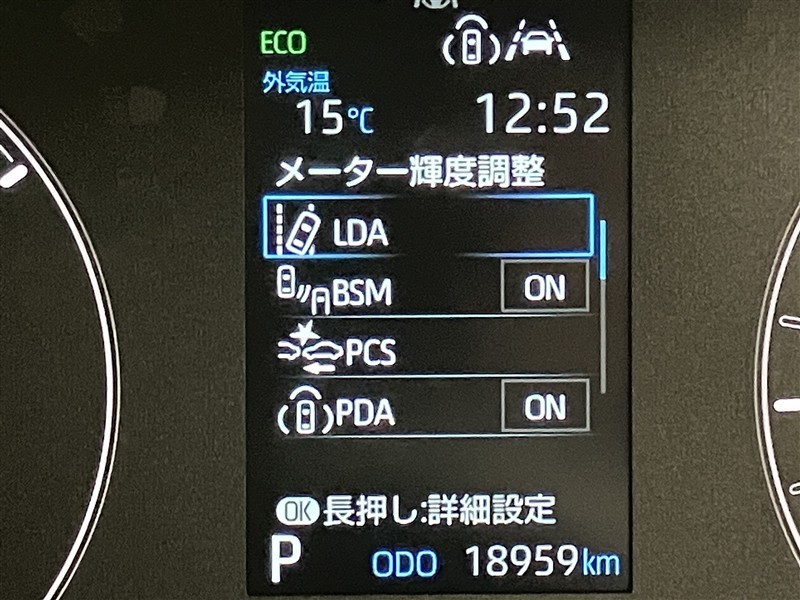 ECO
外気温
15℃ 12:52
メーター輝度調整
LDA
BSM ON
PCS
PDA ON
OK 長押し:詳細設定
P ODO 18959km